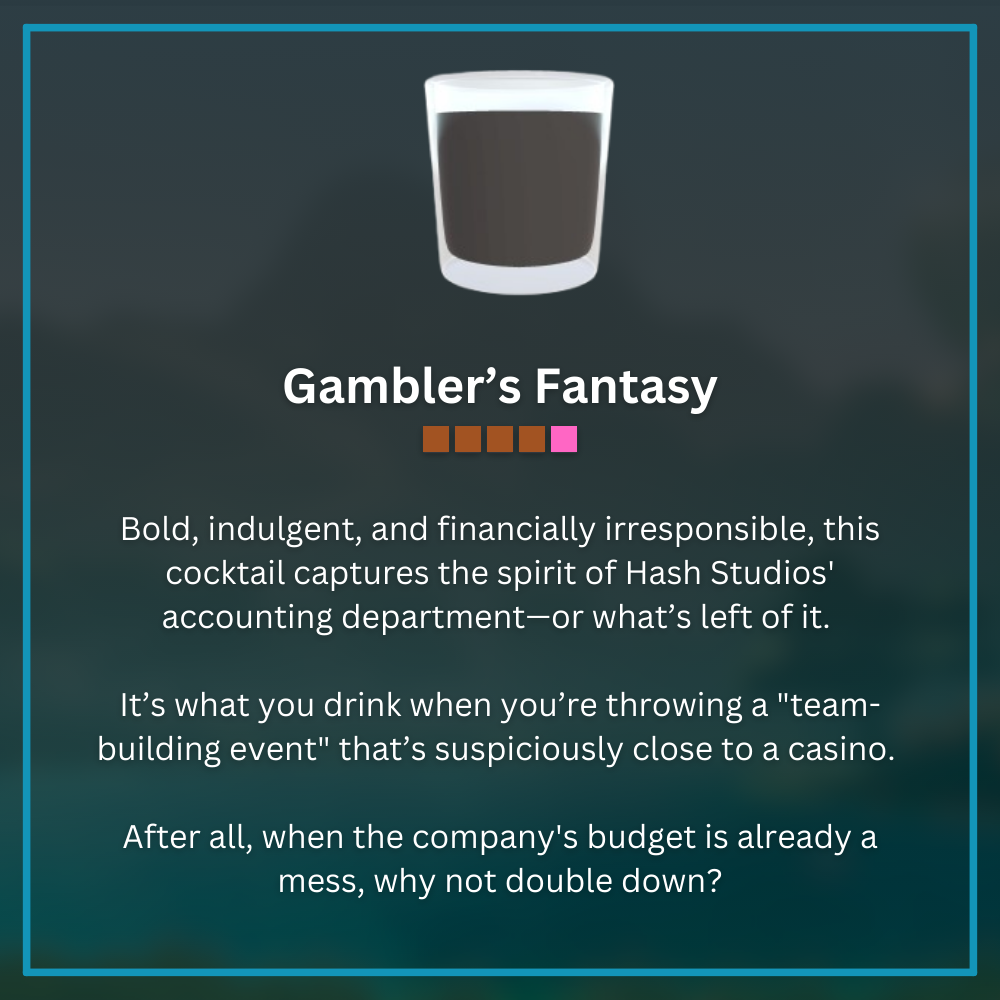 Gambler’s Fantasy
Bold, indulgent, and financially irresponsible, this
cocktail captures the spirit of Hash Studios'
accounting department—or what’s left of it.
It’s what you drink when you’re throwing a "team-
building event" that’s suspiciously close to a casino.
After all, when the company's budget is already a
mess, why not double down?